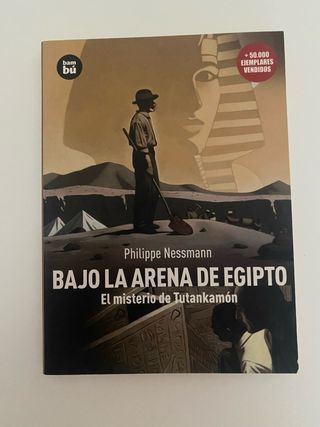 bam
bú
+ 50.000
EJEMPLARES
VENDIDOS
Philippe Nessmann
BAJO LA ARENA DE EGIPTO
El misterio de Tutankamón